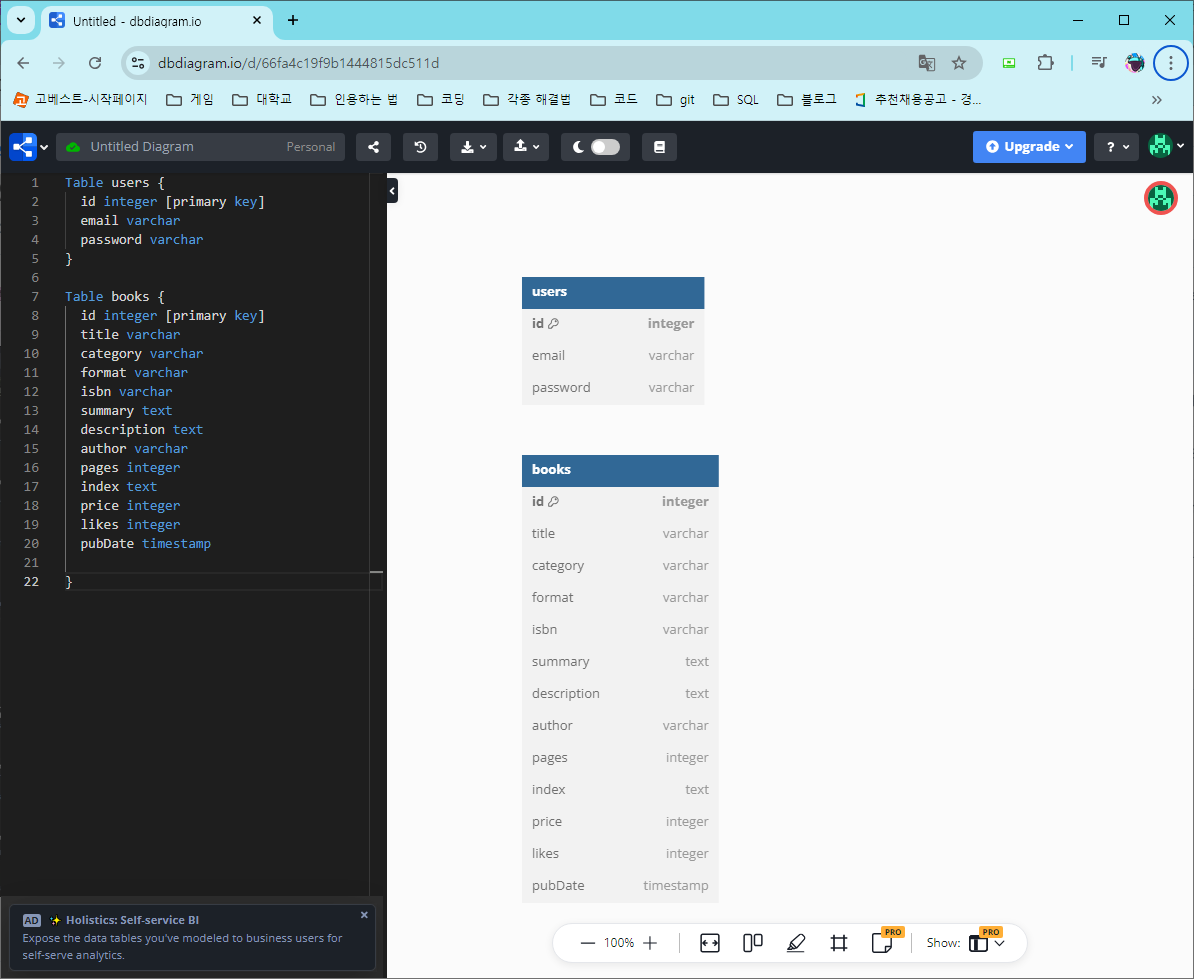 Untitled - dbdiagram.io
dbdiagram.io/d/66fa4c19f9b1444815dc511d
고베스트-시작페이지 게임 대학교 인용하는 법 코딩 각종 해결법 코드 git SQL 블로그 추천채용공고 - 경...
Untitled Diagram Personal Upgrade ?
1 Table users {
2 id integer [primary key]
3 email varchar
4 password varchar
5 }
6
7 Table books {
8 id integer [primary key]
9 title varchar
10 category varchar
11 format varchar
12 isbn varchar
13 summary text
14 description text
15 author varchar
16 pages integer
17 index text
18 price integer
19 likes integer
20 pubDate timestamp
21
22 }
users
id integer
email varchar
password varchar
books
id integer
title varchar
category varchar
format varchar
isbn varchar
summary text
description text
author varchar
pages integer
index text
price integer
likes integer
pubDate timestamp
AD ✨ Holistics: Self-service BI
Expose the data tables you've modeled to business users for
self-serve analytics.
100% PRO Show: PRO